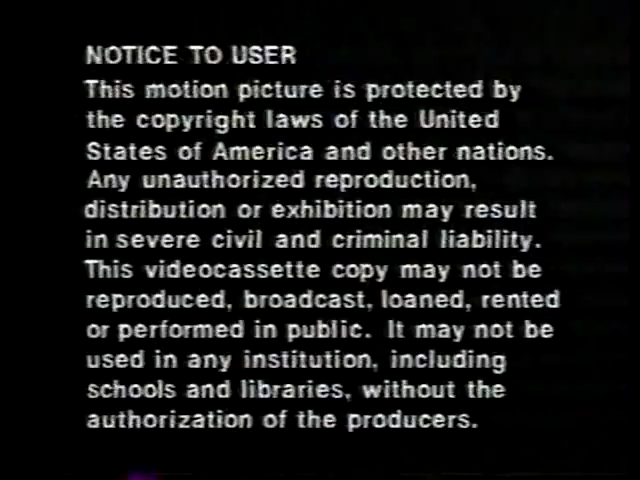 NOTICE TO USER
This motion picture is protected by
the copyright laws of the United
States of America and other nations.
Any unauthorized reproduction,
distribution or exhibition may result
in severe civil and criminal liability.
This videocassette copy may not be
reproduced, broadcast, loaned, rented
or performed in public. It may not be
used in any institution, including
schools and libraries, without the
authorization of the producers.